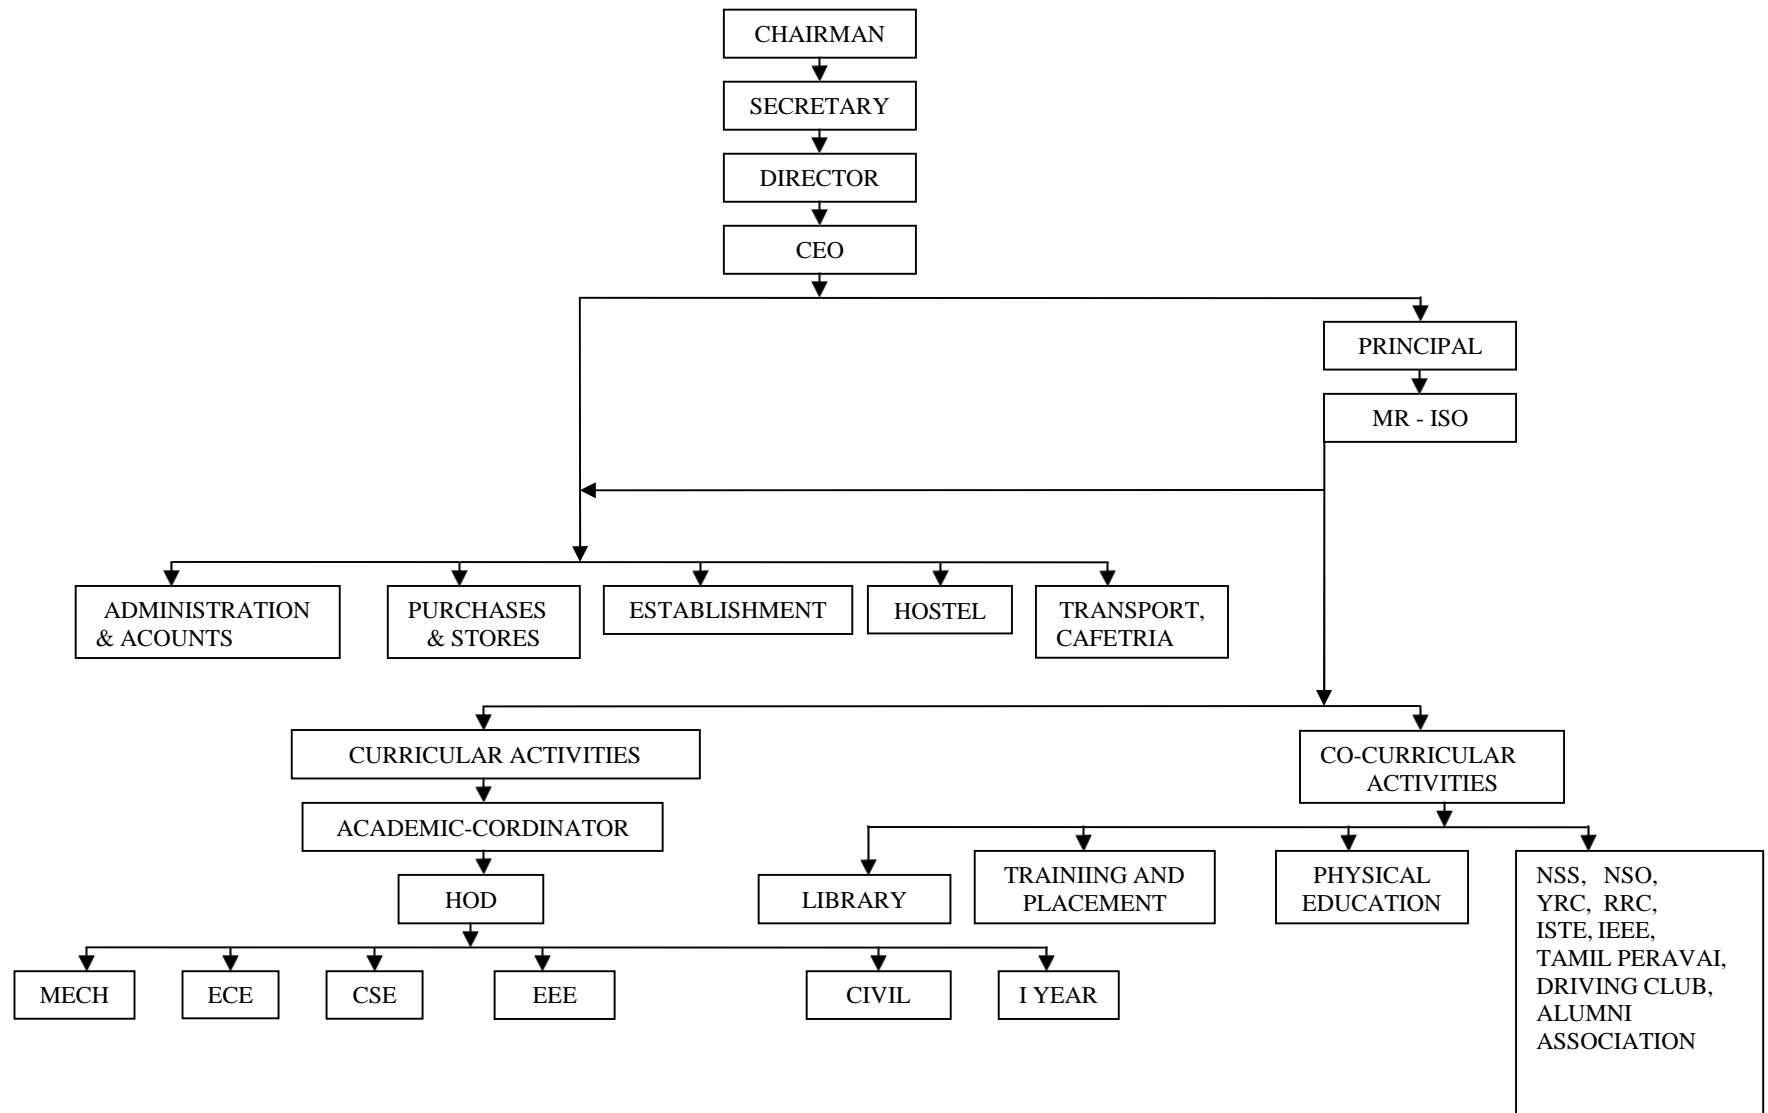 CHAIRMAN
SECRETARY
DIRECTOR
CEO
PRINCIPAL
MR - ISO
ADMINISTRATION
& ACOUNTS
PURCHASES
& STORES
ESTABLISHMENT
HOSTEL
TRANSPORT,
CAFETRIA
CURRICULAR ACTIVITIES
CO-CURRICULAR
ACTIVITIES
ACADEMIC-CORDINATOR
HOD
LIBRARY
TRAINIING AND
PLACEMENT
PHYSICAL
EDUCATION
NSS, NSO,
YRC, RRC,
ISTE, IEEE,
TAMIL PERAVAI,
DRIVING CLUB,
ALUMNI
ASSOCIATION
MECH
ECE
CSE
EEE
CIVIL
I YEAR